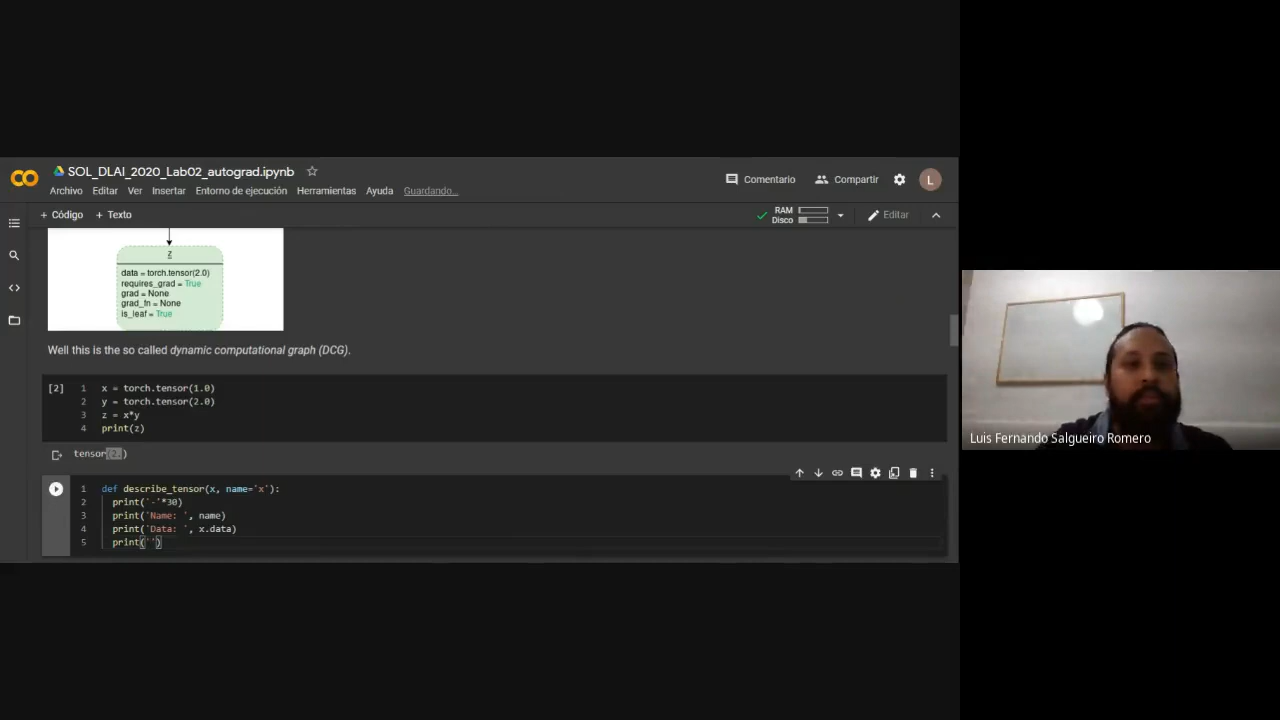 SOL_DLAI_2020_Lab02_autograd.ipynb
Archivo Editar Ver Insertar Entorno de ejecución Herramientas Ayuda Guardando...
Comentario Compartir L
+ Código + Texto
RAM
Disco
Editar
z
data = torch.tensor(2.0)
requires_grad = True
grad = None
grad_fn = None
is_leaf = True
Well this is the so called dynamic computational graph (DCG).
[2] 1 x = torch.tensor(1.0)
2 y = torch.tensor(2.0)
3 z = x*y
4 print(z)
tensor(2.)
1 def describe_tensor(x, name='x'):
2 print('-'*30)
3 print('Name: ', name)
4 print('Data: ', x.data)
5 print('')
Luis Fernando Salgueiro Romero